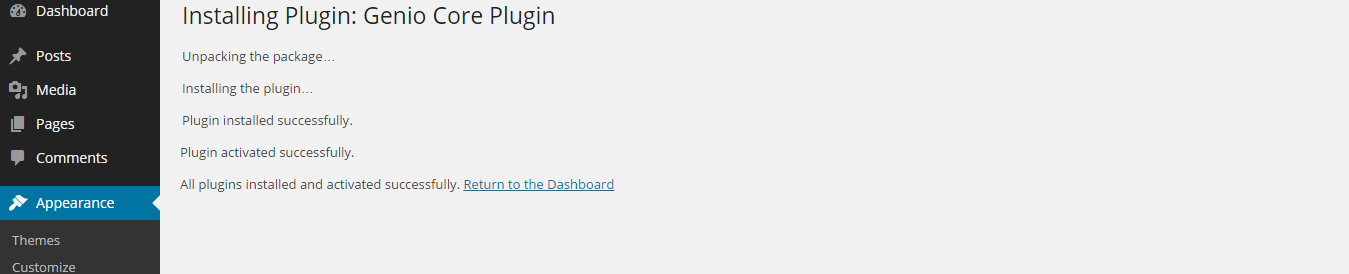 Dashboard
Posts
Media
Pages
Comments
Appearance
Themes
Customize
Installing Plugin: Genio Core Plugin
Unpacking the package…
Installing the plugin…
Plugin installed successfully.
Plugin activated successfully.
All plugins installed and activated successfully. Return to the Dashboard